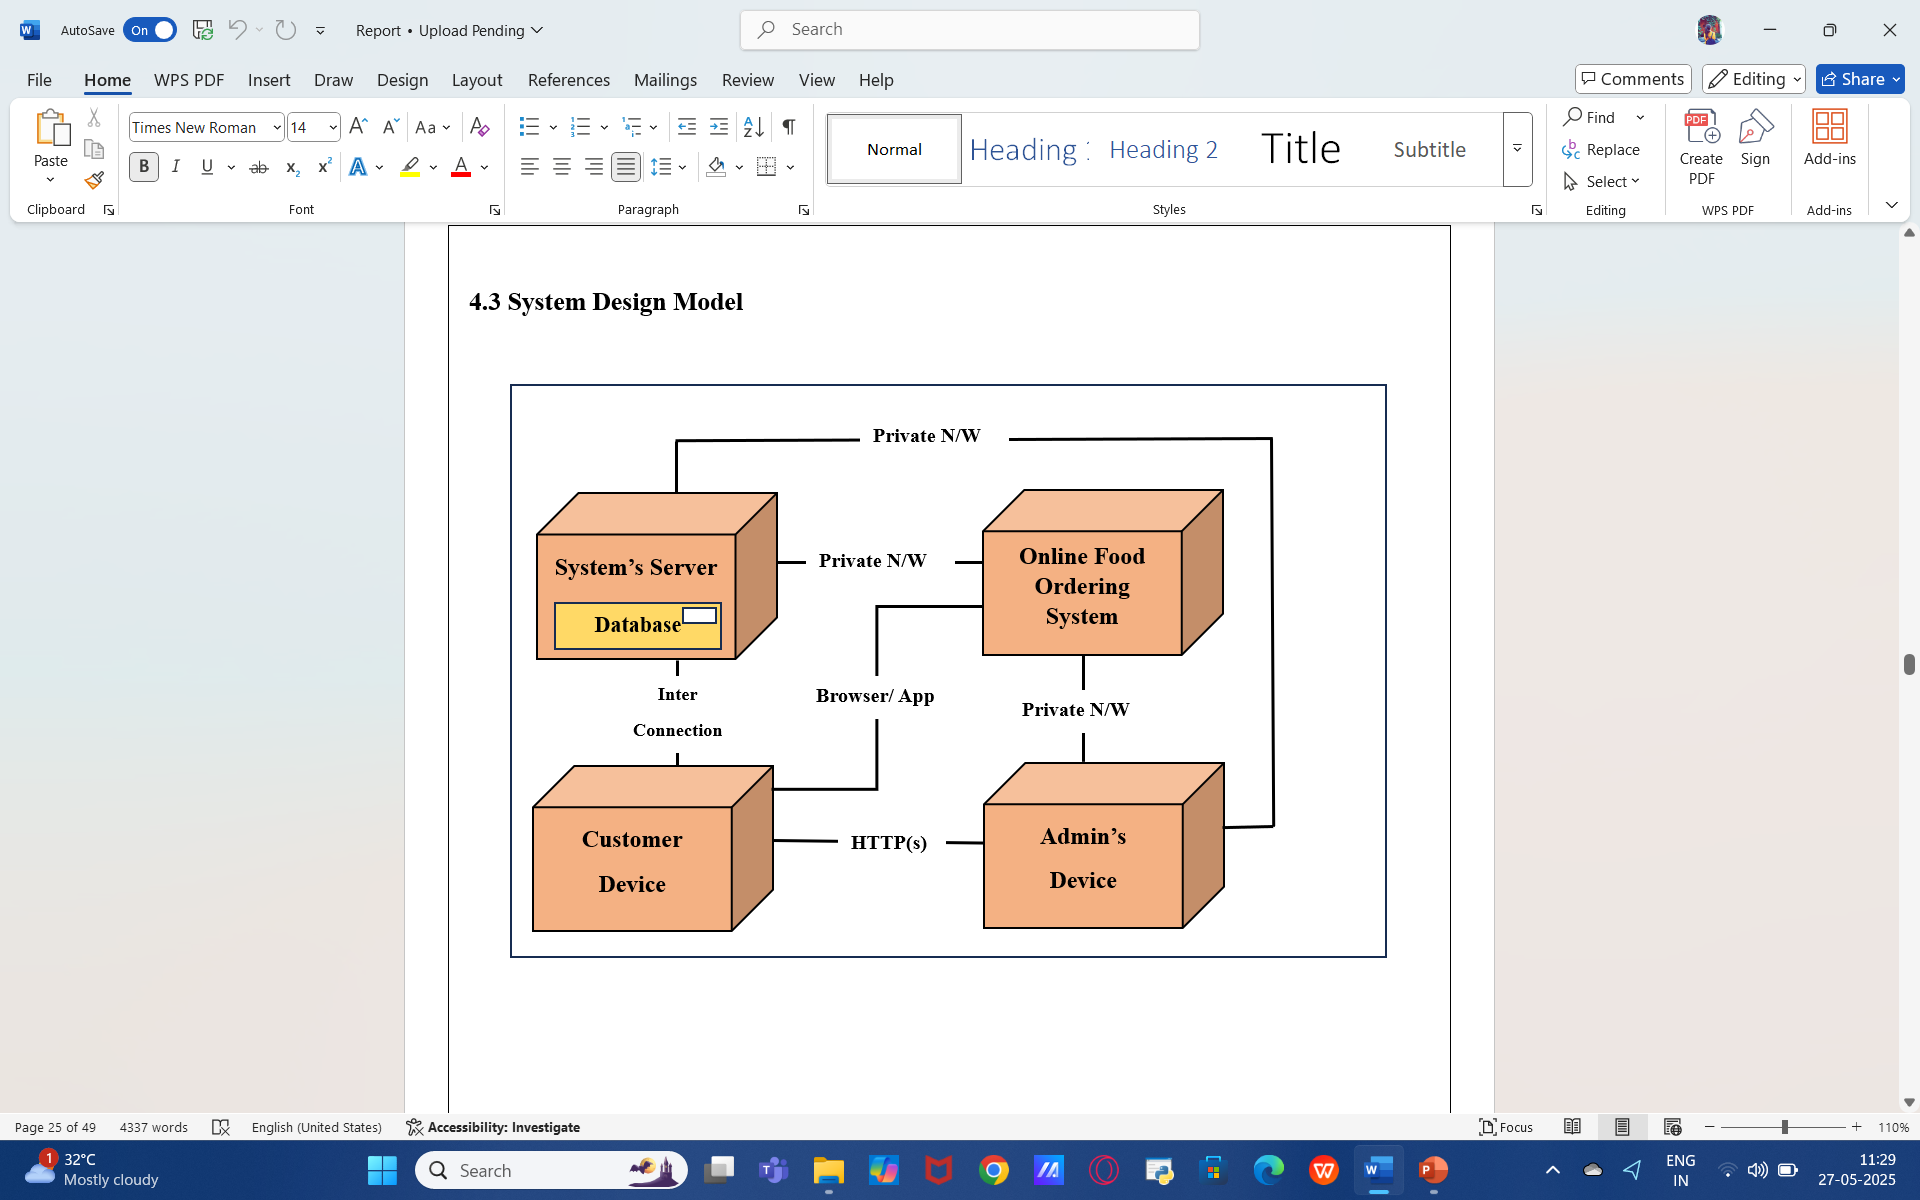 AutoSave On Report • Upload Pending Search
File Home WPS PDF Insert Draw Design Layout References Mailings Review View Help Comments Editing Share
Paste
Clipboard
Times New Roman 14
Font
Paragraph
Normal Heading 1 Heading 2 Title Subtitle
Styles
Find
Replace
Select
Editing
Create
PDF
Sign
WPS PDF
Add-ins
Add-ins
4.3 System Design Model
Private N/W
System’s Server
Database
Private N/W
Online Food
Ordering
System
Inter
Connection
Browser/ App
Private N/W
Customer
Device
HTTP(s)
Admin’s
Device
Page 25 of 49 4337 words English (United States) Accessibility: Investigate Focus 110%
1
32°C
Mostly cloudy
Search
ENG
IN
11:29
27-05-2025